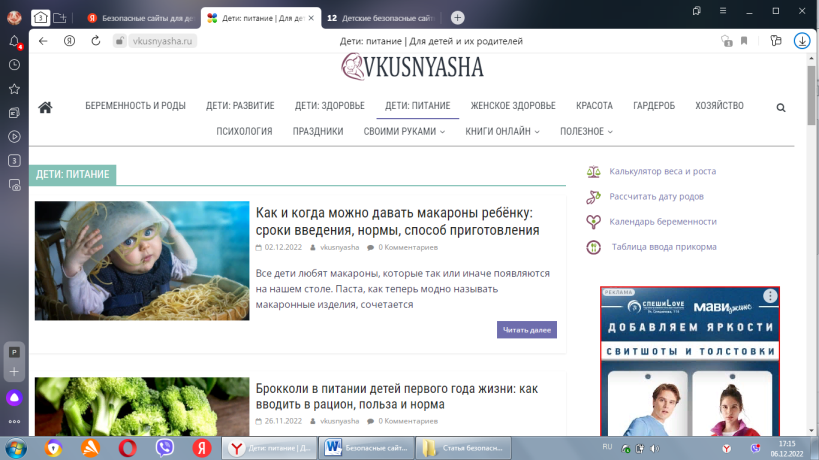 3
Безопасные сайты для де
Дети: питание | Для дет
12 Детские безопасные сайт
4
vkusnyasha.ru
Дети: питание | Для детей и их родителей
VKUSNYASHA
БЕРЕМЕННОСТЬ И РОДЫ ДЕТИ: РАЗВИТИЕ ДЕТИ: ЗДОРОВЬЕ ДЕТИ: ПИТАНИЕ ЖЕНСКОЕ ЗДОРОВЬЕ КРАСОТА ГАРДЕРОБ ХОЗЯЙСТВО
ПСИХОЛОГИЯ ПРАЗДНИКИ СВОИМИ РУКАМИ КНИГИ ОНЛАЙН ПОЛЕЗНОЕ
3
ДЕТИ: ПИТАНИЕ
Как и когда можно давать макароны ребёнку:
сроки введения, нормы, способ приготовления
02.12.2022 vkusnyasha 0 Комментариев
Все дети любят макароны, которые так или иначе появляются
на нашем столе. Паста, как теперь модно называть
макаронные изделия, сочетается
Читать далее
Брокколи в питании детей первого года жизни: как
вводить в рацион, польза и норма
26.11.2022 vkusnyasha 0 Комментариев
Калькулятор веса и роста
Рассчитать дату родов
Календарь беременности
Таблица ввода прикорма
РЕКЛАМА
СПЕШИLOVE МАВИ джинс
ДОБАВЛЯЕМ ЯРКОСТИ
СВИТШОТЫ И ТОЛСТОВКИ
P
Дети: питание | Д...
Безопасные сайт...
Статья безопасн...
RU
17:15
06.12.2022